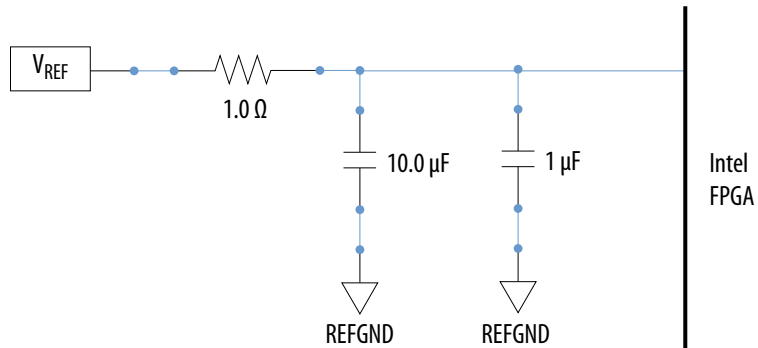 VREF
1.0 Ω
10.0 µF
1 µF
Intel
FPGA
REFGND
REFGND